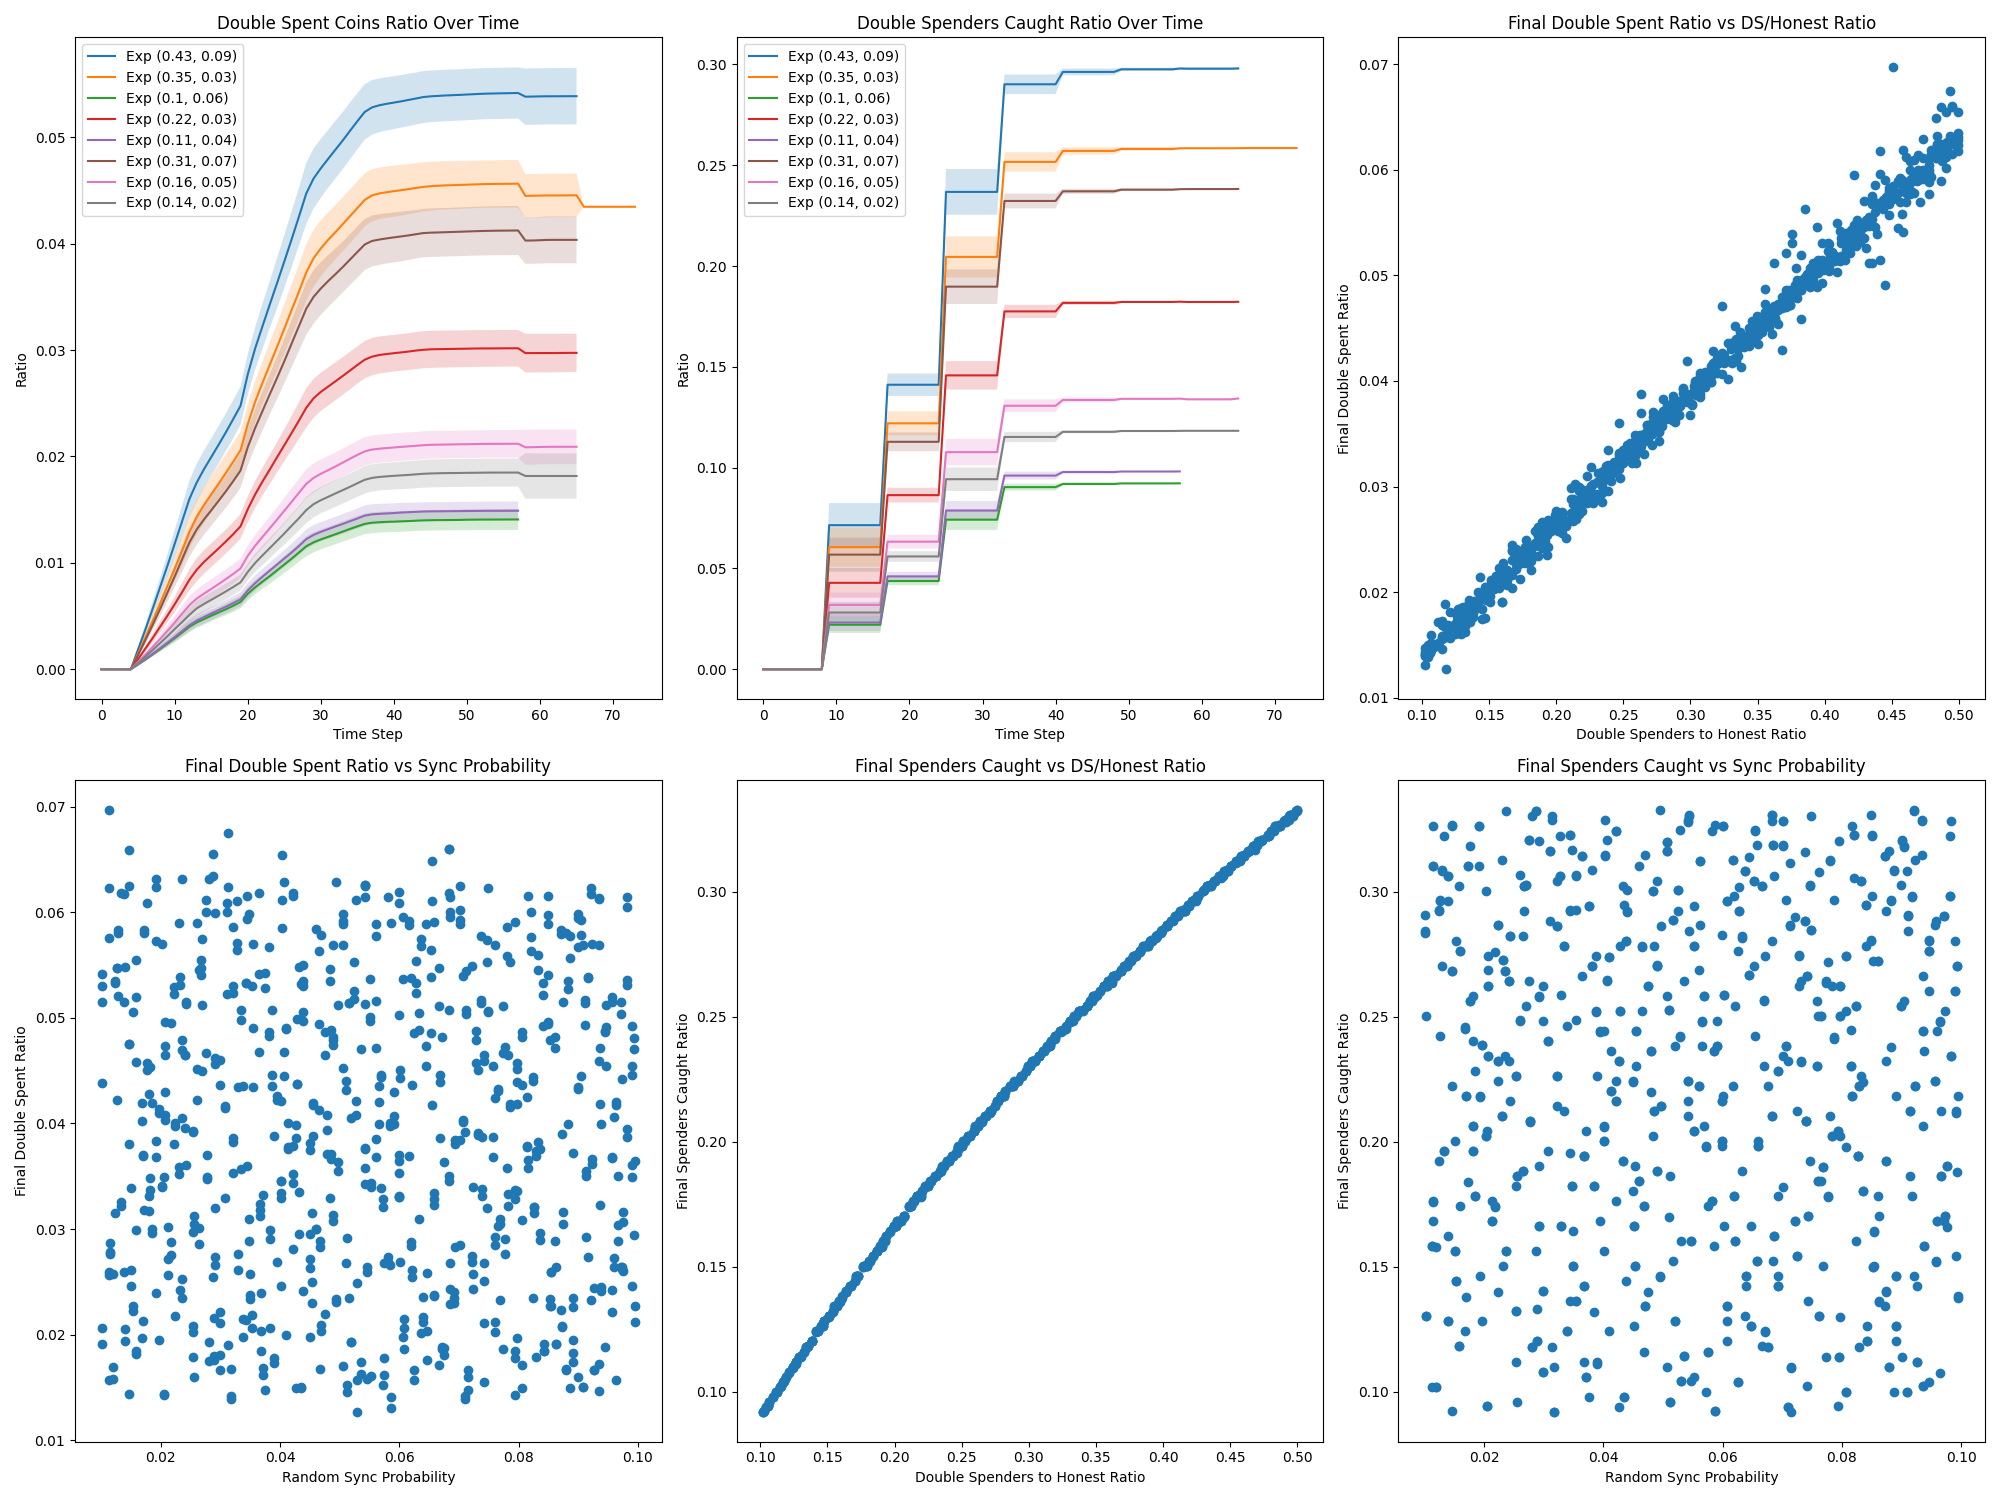 Double Spent Coins Ratio Over Time
Exp (0.43, 0.09)
Exp (0.35, 0.03)
Exp (0.1, 0.06)
Exp (0.22, 0.03)
Exp (0.11, 0.04)
Exp (0.31, 0.07)
Exp (0.16, 0.05)
Exp (0.14, 0.02)
0.05
0.04
0.03
0.02
0.01
0.00
Ratio
0 10 20 30 40 50 60 70
Time Step
Double Spenders Caught Ratio Over Time
Exp (0.43, 0.09)
Exp (0.35, 0.03)
Exp (0.1, 0.06)
Exp (0.22, 0.03)
Exp (0.11, 0.04)
Exp (0.31, 0.07)
Exp (0.16, 0.05)
Exp (0.14, 0.02)
0.30
0.25
0.20
0.15
0.10
0.05
0.00
Ratio
0 10 20 30 40 50 60 70
Time Step
Final Double Spent Ratio vs DS/Honest Ratio
0.07
0.06
0.05
0.04
0.03
0.02
0.01
Final Double Spent Ratio
0.10 0.15 0.20 0.25 0.30 0.35 0.40 0.45 0.50
Double Spenders to Honest Ratio
Final Double Spent Ratio vs Sync Probability
0.07
0.06
0.05
0.04
0.03
0.02
0.01
Final Double Spent Ratio
0.02 0.04 0.06 0.08 0.10
Random Sync Probability
Final Spenders Caught vs DS/Honest Ratio
0.30
0.25
0.20
0.15
0.10
Final Spenders Caught Ratio
0.10 0.15 0.20 0.25 0.30 0.35 0.40 0.45 0.50
Double Spenders to Honest Ratio
Final Spenders Caught vs Sync Probability
0.30
0.25
0.20
0.15
0.10
Final Spenders Caught Ratio
0.02 0.04 0.06 0.08 0.10
Random Sync Probability